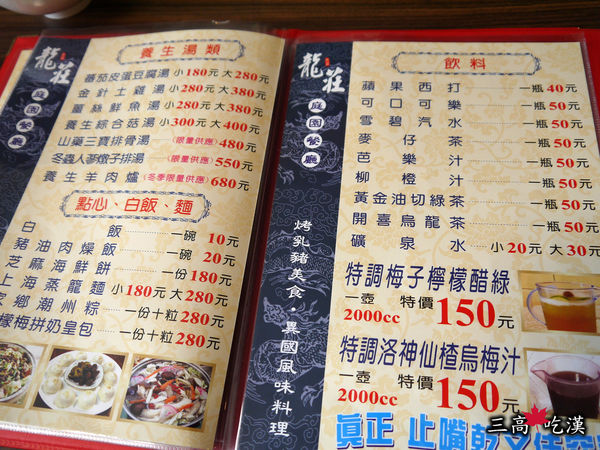 龍莊
庭園餐廳
養生湯類
蕃茄皮蛋豆腐湯 小180元 大280元
金針土雞湯 小280元 大380元
薑絲鮮魚湯 小280元 大380元
養生綜合菇湯 小300元 大400元
山藥三寶排骨湯 (限量供應)480元
冬蟲人蔘燉子排湯 (限量供應)550元
養生羊肉爐 (冬季限量供應)680元
點心、白飯、麵
白飯 一碗 10元
豬油肉燥飯 一碗 20元
芝麻海鮮餅 一份 180元
上海蒸籠麵 小210元 大280元
鄉潮州粽 一份十粒 280元
檬梅拼奶皇包 一份十粒 280元
龍莊
庭園餐廳
烤乳豬美食・異國風味料理
飲料
蘋果西打 一瓶 40元
可口可樂 一瓶 50元
雪碧汽水 一瓶 50元
麥仔茶 一瓶 50元
芭樂汁 一瓶 50元
柳橙汁 一瓶 50元
黃金油切綠茶 一瓶 50元
開喜烏龍茶 一瓶 50元
礦泉水 小20元 大30元
特調梅子檸檬醋綠
一壺 2000cc 特價 150元
特調洛神仙楂烏梅汁
一壺 2000cc 特價 150元
真正 止嘴乾
三高 吃漢